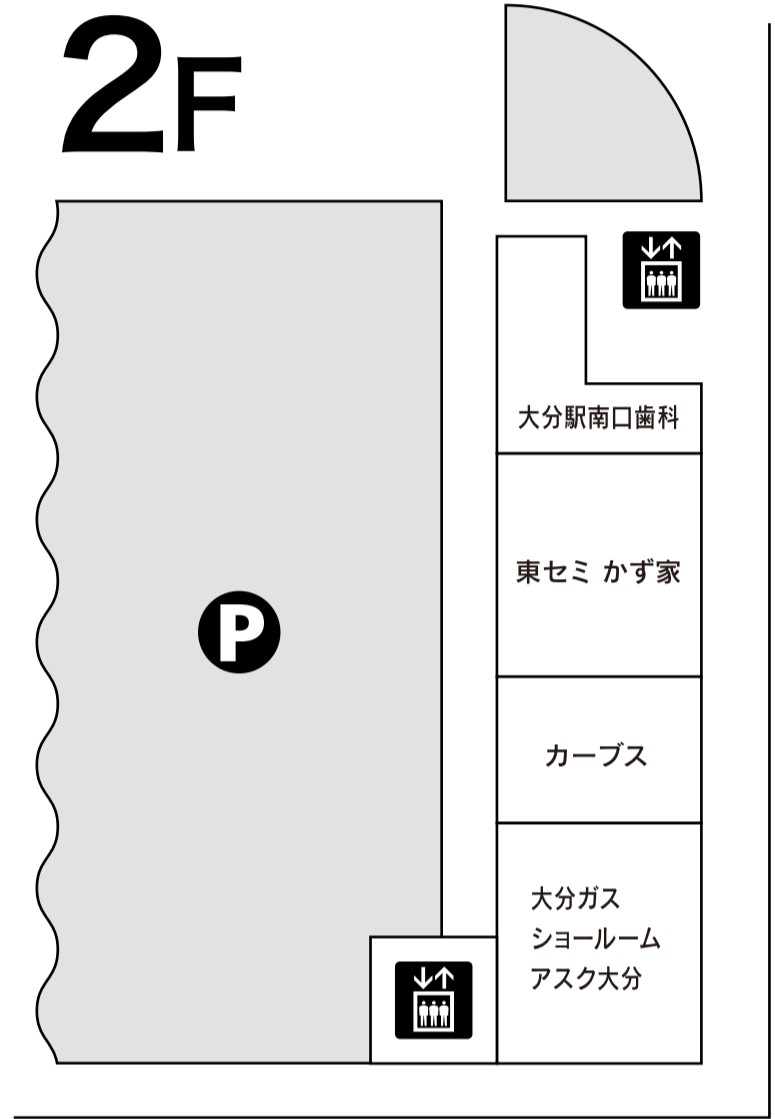 2F
大分駅南口歯科
東セミ かず家
P
カーブス
大分ガス
ショールーム
アスク大分